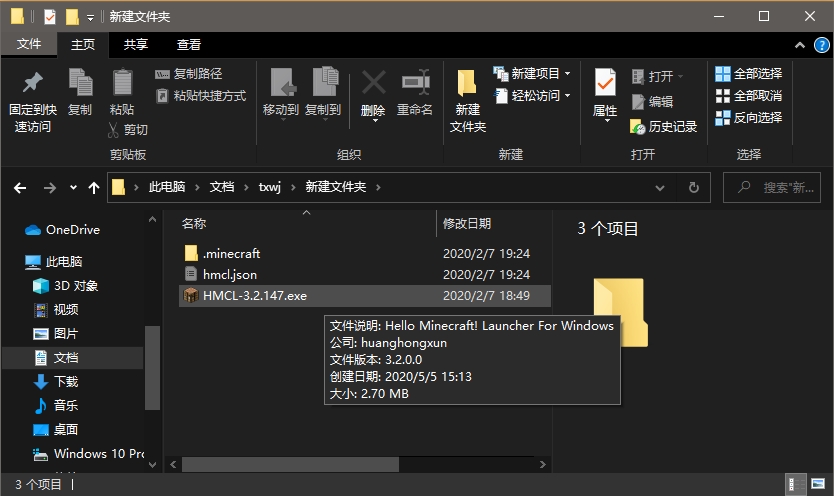 新建文件夹
文件 主页 共享 查看
固定到快速访问
复制
粘贴
复制路径
粘贴快捷方式
剪切
剪贴板
移动到
复制到
删除
重命名
组织
新建文件夹
新建项目
轻松访问
新建
属性
打开
编辑
历史记录
打开
全部选择
全部取消
反向选择
选择
此电脑 文档 txwj 新建文件夹
搜索"新...
OneDrive
此电脑
3D 对象
视频
图片
文档
下载
音乐
桌面
Windows 10 Pro
名称 修改日期
.minecraft 2020/2/7 19:24
hmcl.json 2020/2/7 19:24
HMCL-3.2.147.exe 2020/2/7 18:49
文件说明: Hello Minecraft! Launcher For Windows
公司: huanghongxun
文件版本: 3.2.0.0
创建日期: 2020/5/5 15:13
大小: 2.70 MB
3 个项目
3 个项目